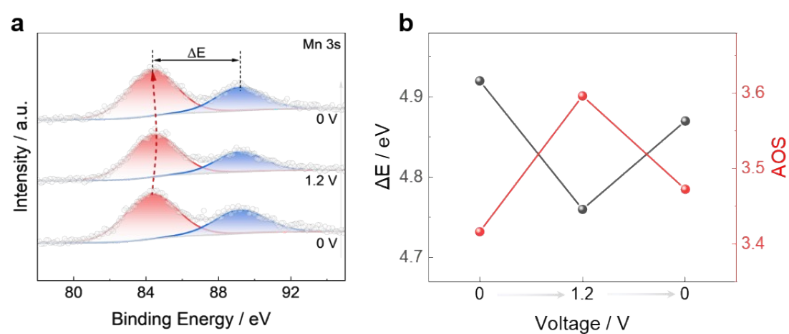 a
Mn 3s
ΔE
0 V
1.2 V
0 V
Intensity / a.u.
80 84 88 92
Binding Energy / eV
b
4.9
4.8
4.7
ΔE / eV
3.6
3.5
3.4
AOS
0 1.2 0
Voltage / V